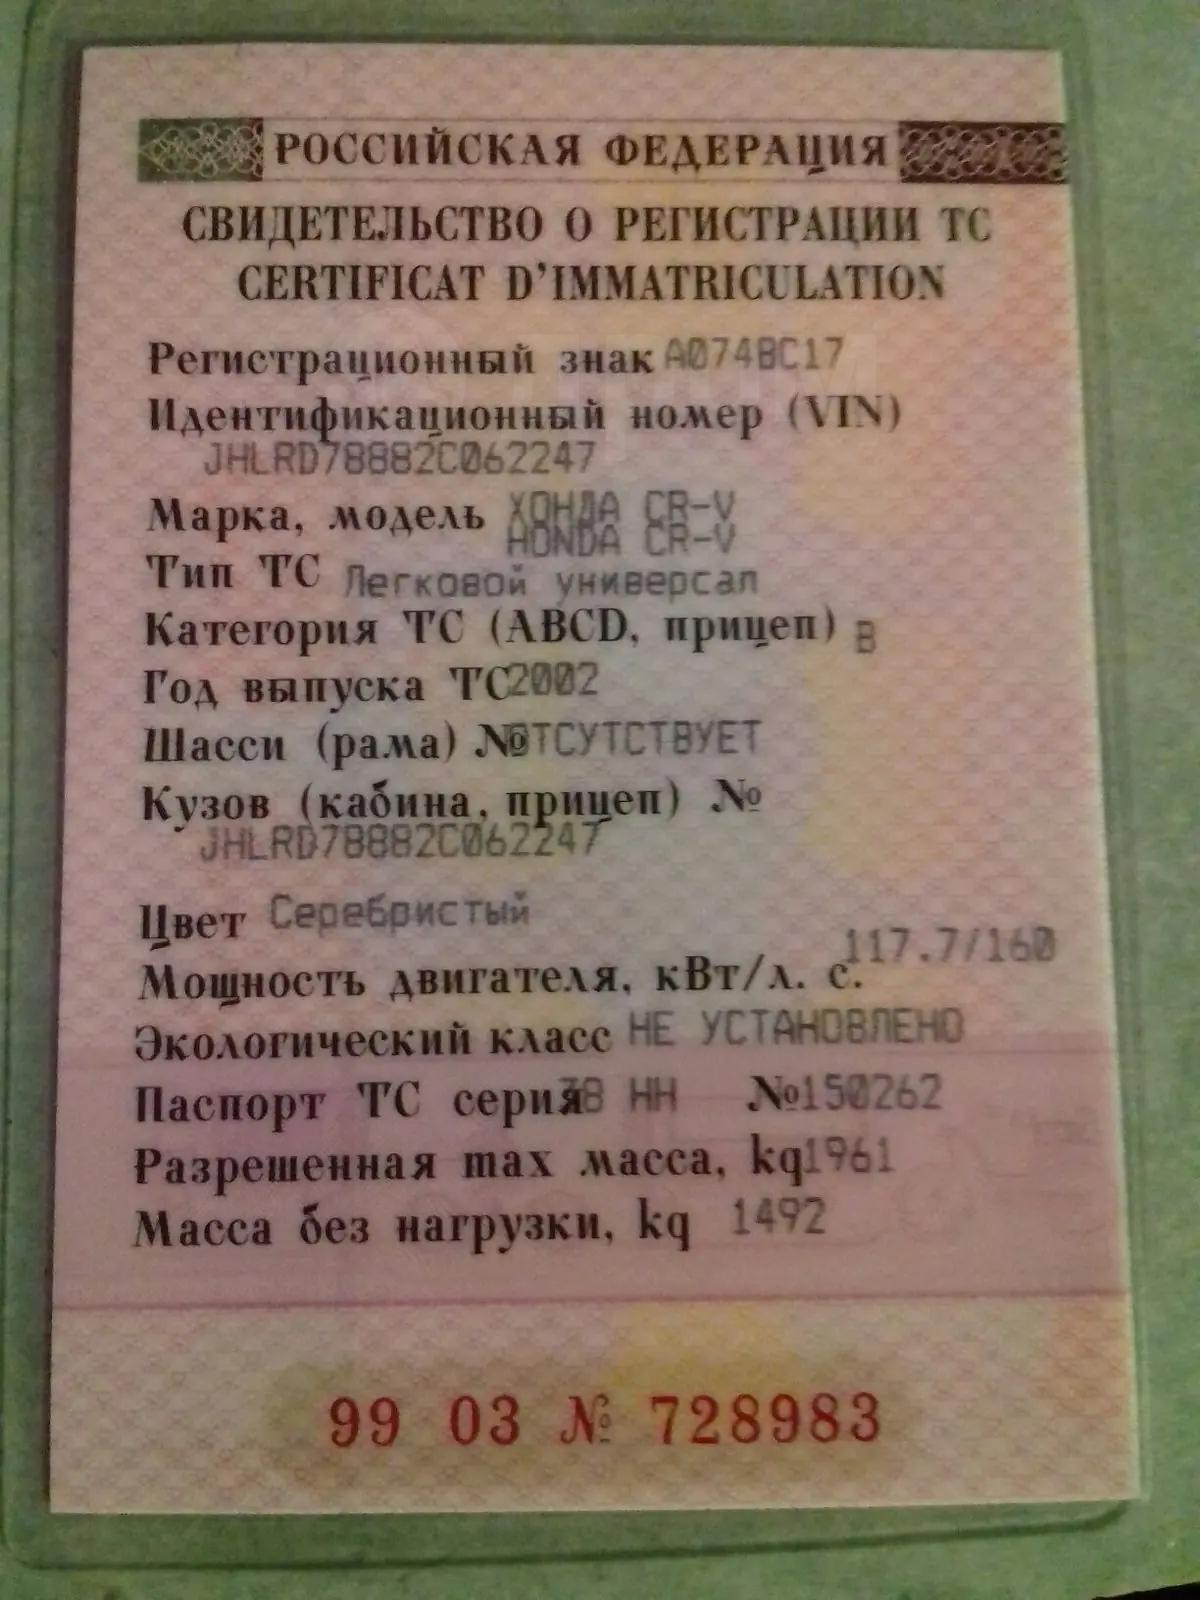 РОССИЙСКАЯ ФЕДЕРАЦИЯ
СВИДЕТЕЛЬСТВО О РЕГИСТРАЦИИ ТС
CERTIFICAT D'IMMATRICULATION
Регистрационный знак А074ВС17
Идентификационный номер (VIN)
JHLRD78882C062247
Марка, модель ХОНДА CR-V
HONDA CR-V
Тип ТС Легковой универсал
Категория ТС (ABCD, прицеп) В
Год выпуска ТС 2002
Шасси (рама) № ОТСУТСТВУЕТ
Кузов (кабина, прицеп) №
JHLRD78882C062247
Цвет Серебристый
Мощность двигателя, кВт/л. с. 117.7/160
Экологический класс НЕ УСТАНОВЛЕНО
Паспорт ТС серия НН №150262
Разрешенная max масса, kg 1961
Масса без нагрузки, kg 1492
99 03 № 728983